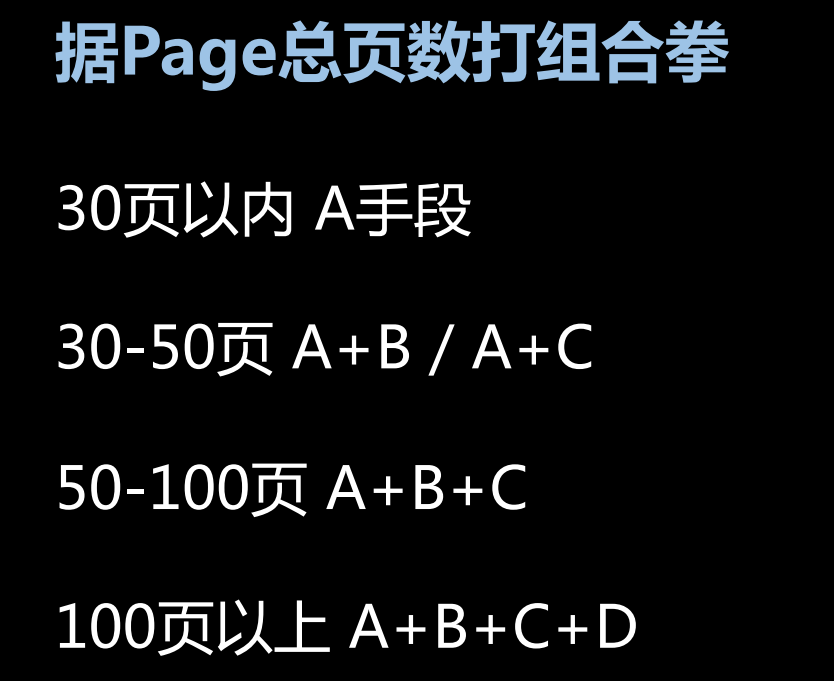 据Page总页数打组合拳
30页以内 A手段
30-50页 A+B / A+C
50-100页 A+B+C
100页以上 A+B+C+D